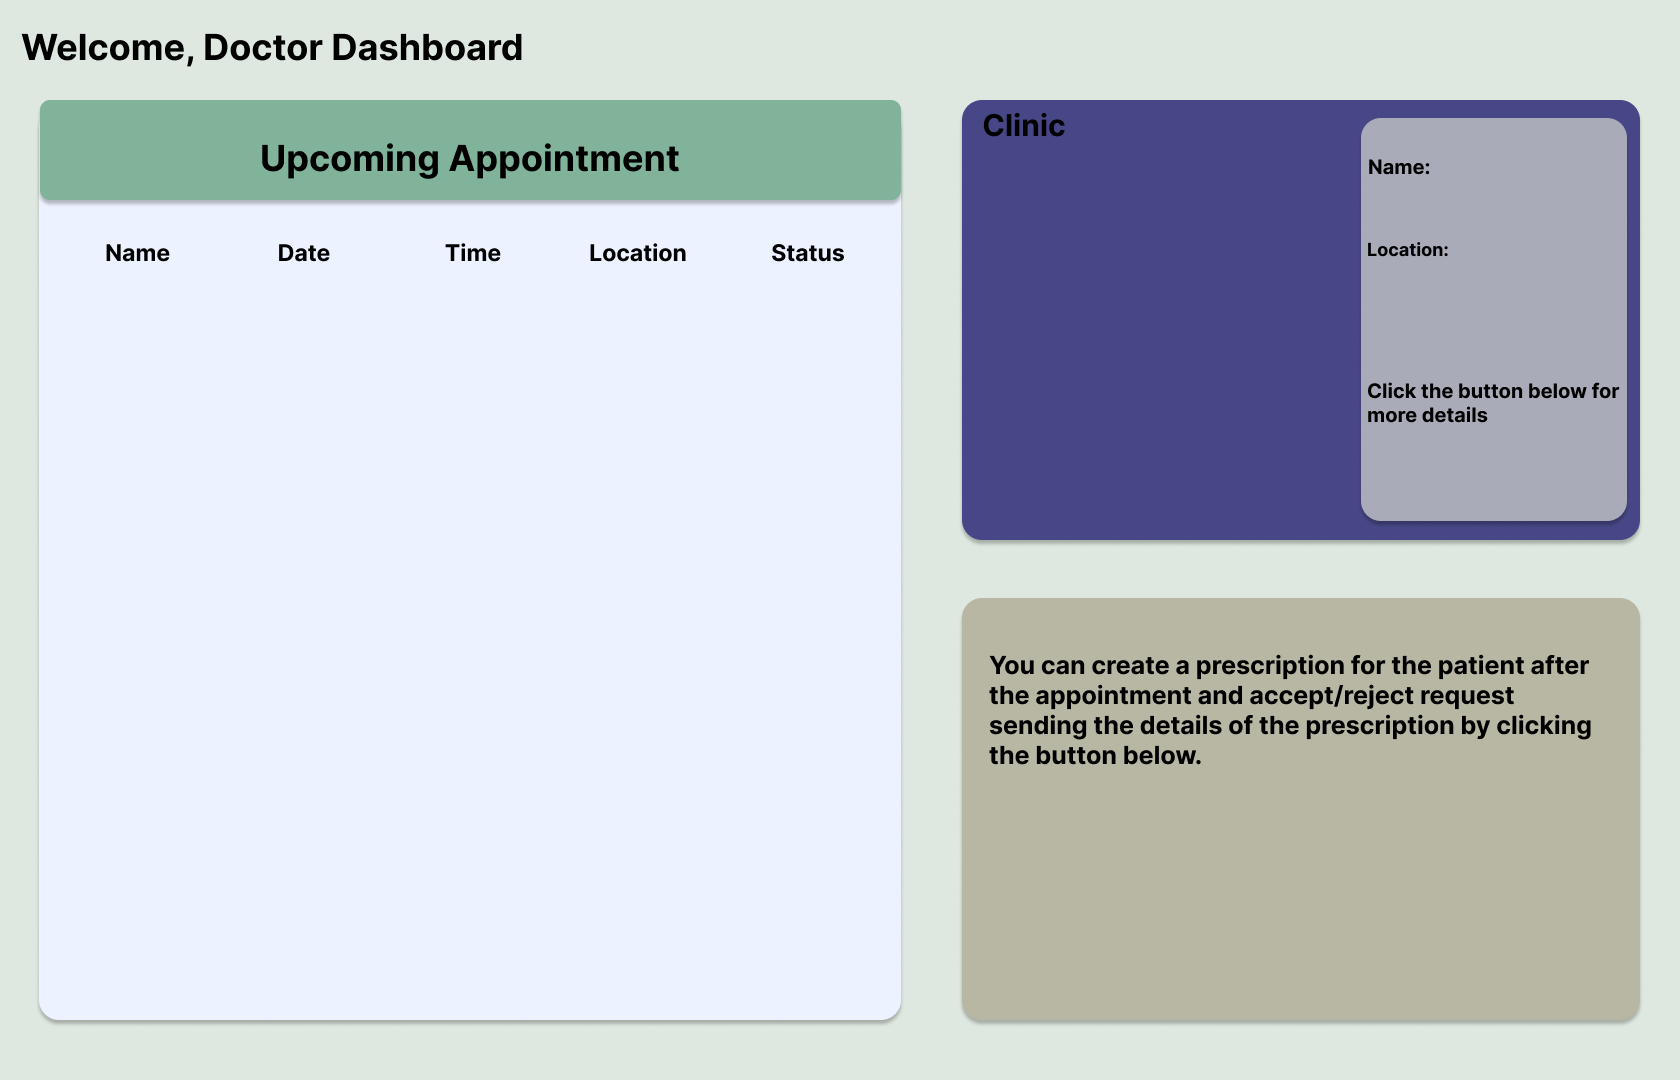 Welcome, Doctor Dashboard
Upcoming Appointment
Name Date Time Location Status
Clinic
Name:
Location:
Click the button below for
more details
You can create a prescription for the patient after
the appointment and accept/reject request
sending the details of the prescription by clicking
the button below.